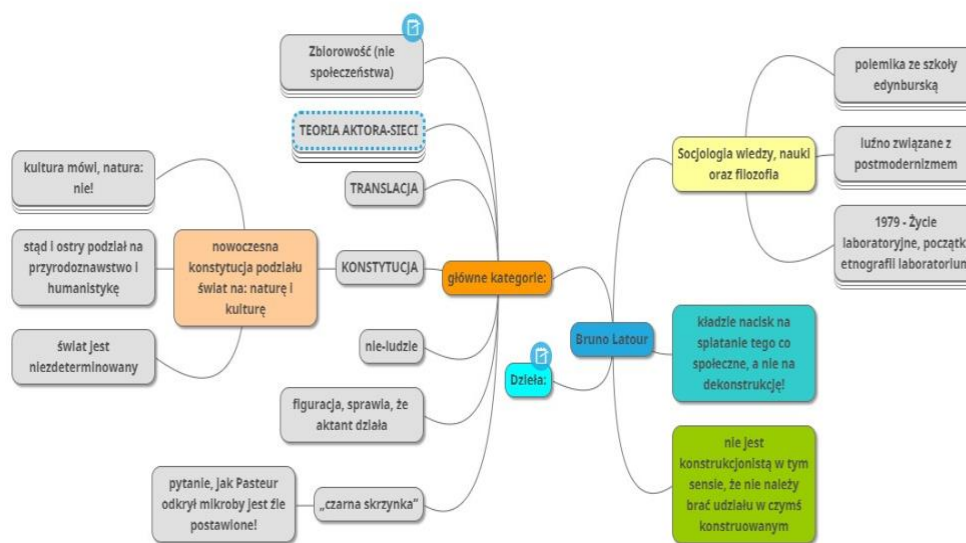 Zbiorowość (nie
społeczeństwa)
TEORIA AKTORA-SIECI
TRANSLACJA
kultura mówi, natura:
nie!
stąd i ostry podział na
przyrodoznawstwo i
humanistykę
świat jest
niezdeterminowany
nowoczesna
konstytucja podziału
świat na: naturę i
kulturę
KONSTYTUCJA
główne kategorie:
nie-ludzie
figuracja, sprawia, że
aktant działa
pytanie, jak Pasteur
odkrył mikroby jest źle
postawione!
„czarna skrzynka“
Bruno Latour
Dzieła:
Socjologia wiedzy, nauki
oraz filozofia
polemika ze szkoły
edynburską
luźno związane z
postmodernizmem
1979 - Życie
laboratoryjne, początk
etnografii laboratorium
kładzie nacisk na
splatanie tego co
społeczne, a nie na
dekonstrukcję!
nie jest
konstrukcjonistą w tym
sensie, że nie należy
brać udziału w czymś
konstruowanym